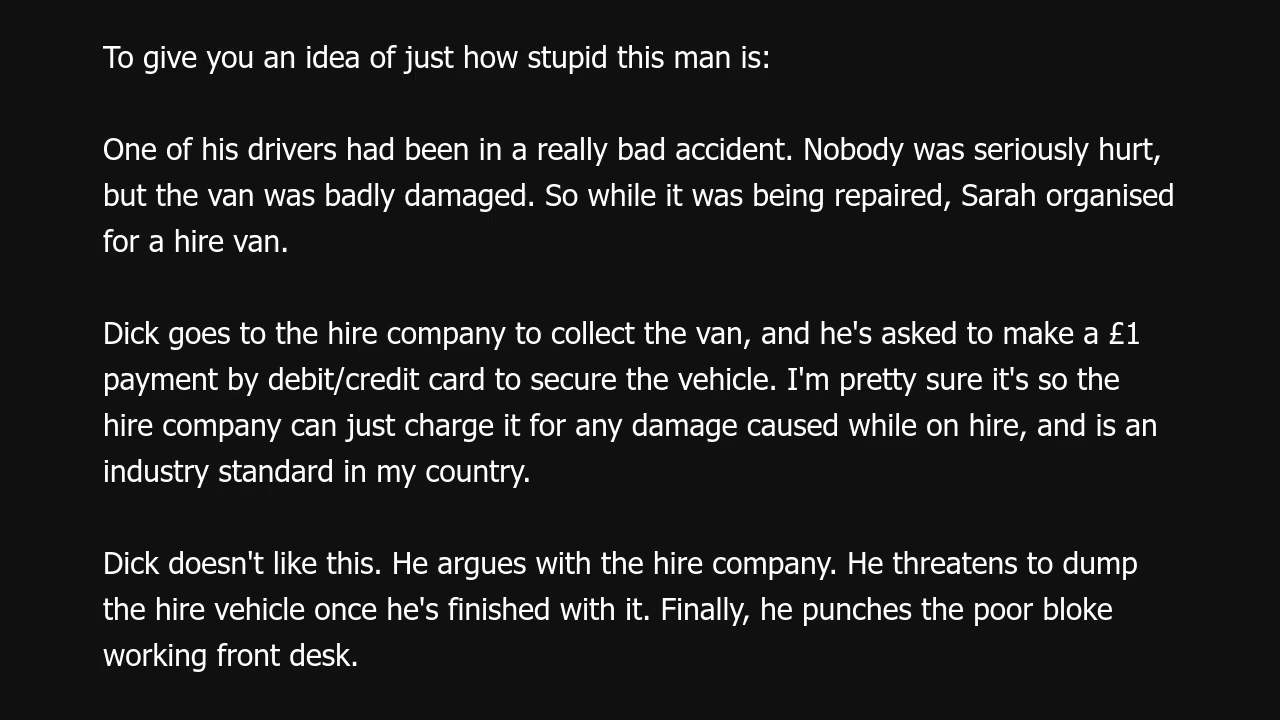 To give you an idea of just how stupid this man is:
One of his drivers had been in a really bad accident. Nobody was seriously hurt,
but the van was badly damaged. So while it was being repaired, Sarah organised
for a hire van.
Dick goes to the hire company to collect the van, and he's asked to make a £1
payment by debit/credit card to secure the vehicle. I'm pretty sure it's so the
hire company can just charge it for any damage caused while on hire, and is an
industry standard in my country.
Dick doesn't like this. He argues with the hire company. He threatens to dump
the hire vehicle once he's finished with it. Finally, he punches the poor bloke
working front desk.